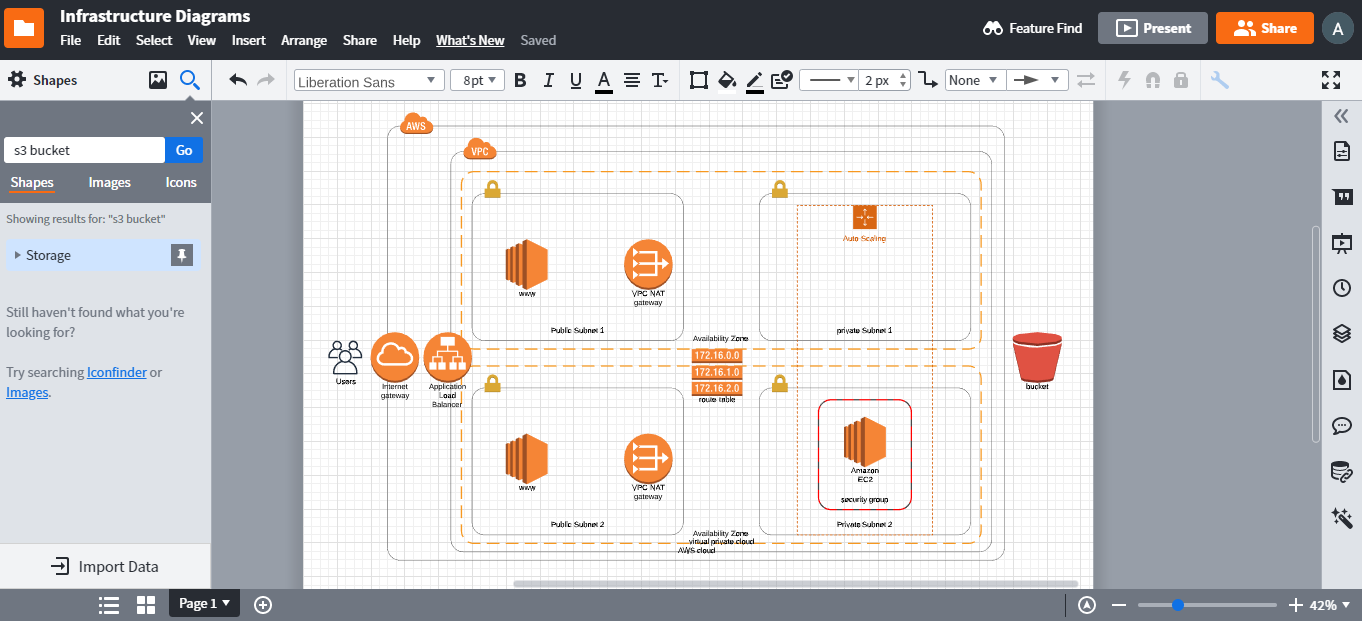 Infrastructure Diagrams
File Edit Select View Insert Arrange Share Help What's New Saved
Feature Find
Present
Share
A
Shapes
Liberation Sans
8pt
B I U A T
2 px
None
s3 bucket
Go
Shapes Images Icons
Showing results for: "s3 bucket"
Storage
Still haven't found what you're
looking for?
Try searching Iconfinder or
Images.
Import Data
AWS
VPC
Auto Scaling
www
VPC NAT
gateway
Public Subnet 1
private Subnet 1
Availability Zone
172.16.0.0
172.16.1.0
172.16.2.0
route table
Users
Internet
gateway
Application
Load
Balancer
bucket
www
VPC NAT
gateway
Amazon
EC2
security group
Public Subnet 2
Private Subnet 2
Availability Zone
virtual private cloud
AWS cloud
Page 1
42%